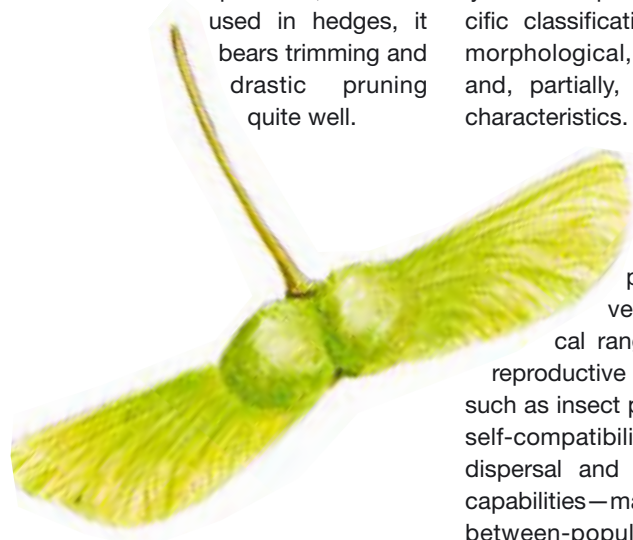 used in hedges, it
bears trimming and
drastic pruning
quite well.
cific classificati
morphological,
and, partially,
characteristics.
p
ve
cal ran
reproductive
such as insect p
self-compatibili
dispersal and
capabilities—ma
between-popul